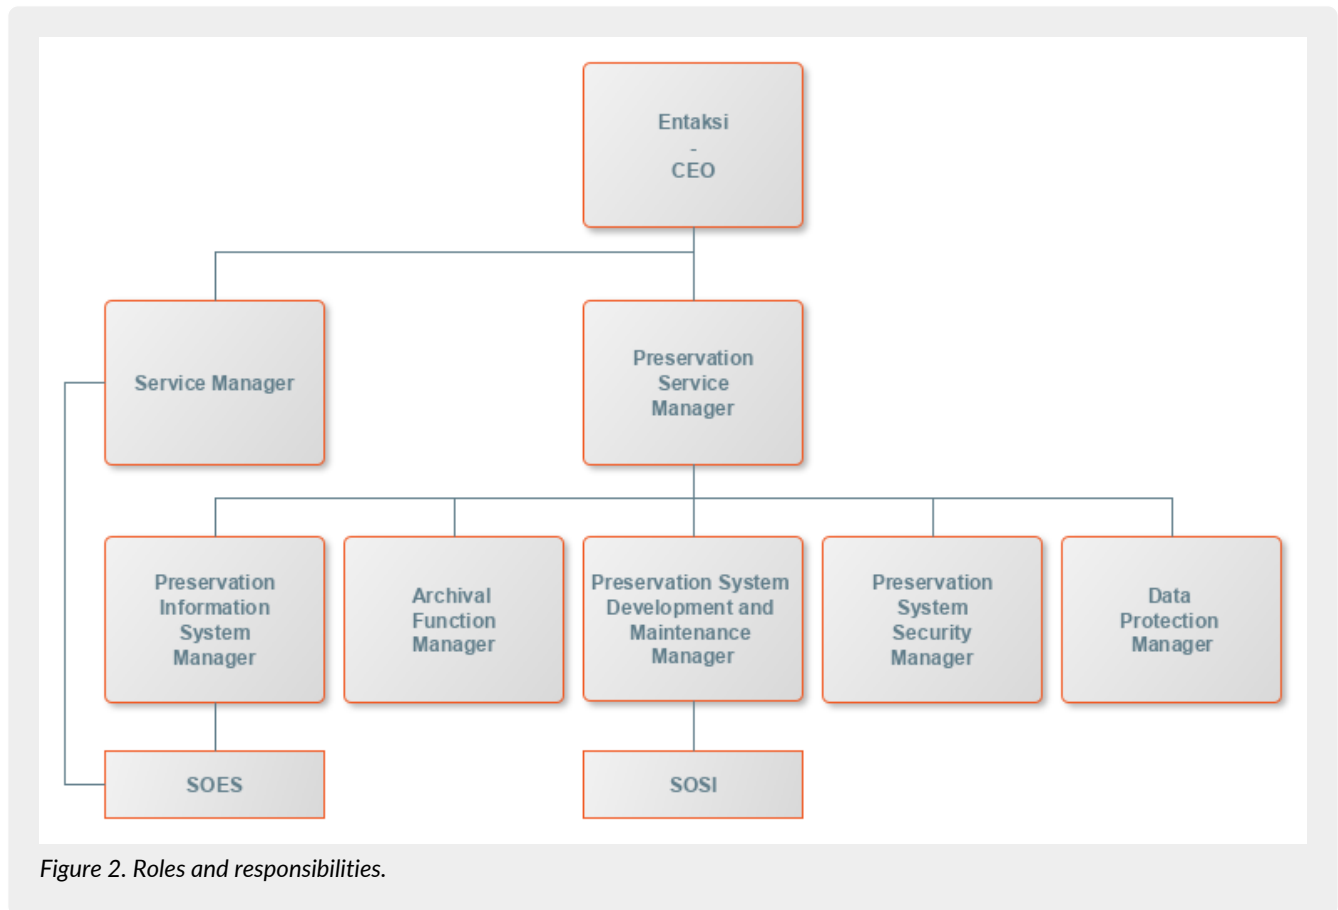 Entaksi
-
CEO
Service Manager
Preservation
Service
Manager
Preservation
Information
System
Manager
Archival
Function
Manager
Preservation System
Development and
Maintenance
Manager
Preservation
System
Security
Manager
Data
Protection
Manager
SOES
SOSI
Figure 2. Roles and responsibilities.